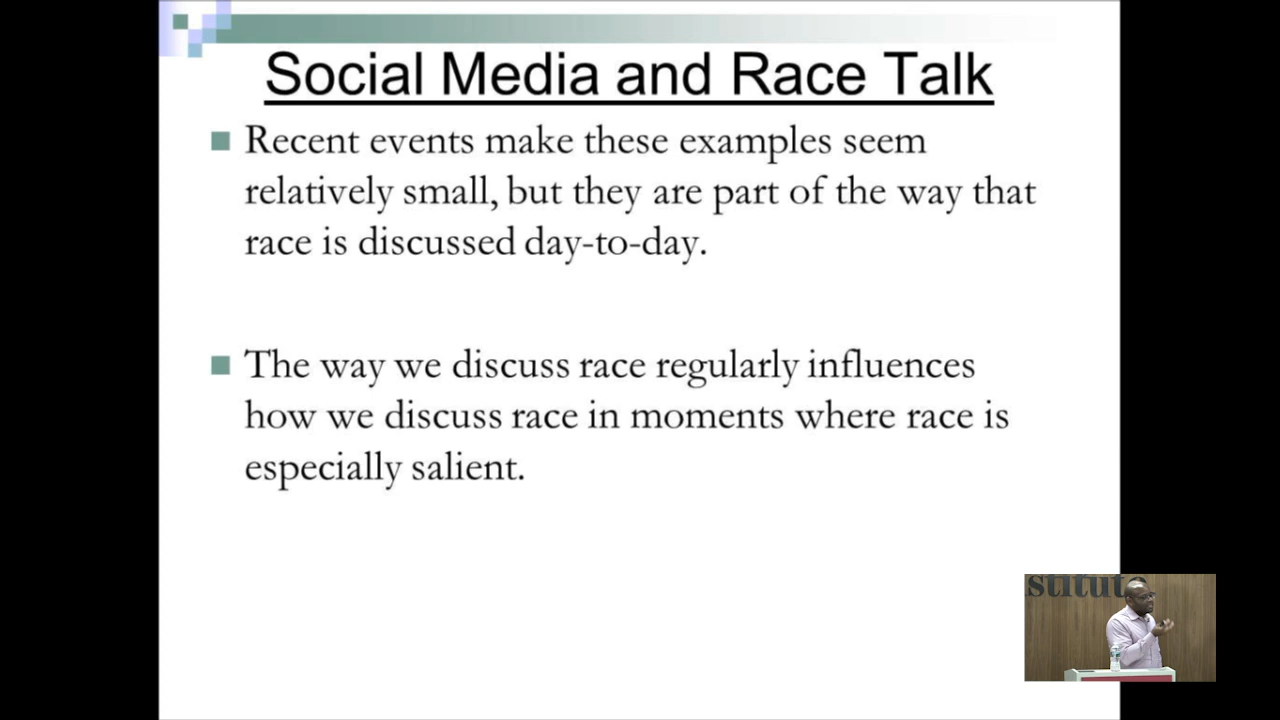 Social Media and Race Talk
Recent events make these examples seem
relatively small, but they are part of the way that
race is discussed day-to-day.
The way we discuss race regularly influences
how we discuss race in moments where race is
especially salient.
stitute